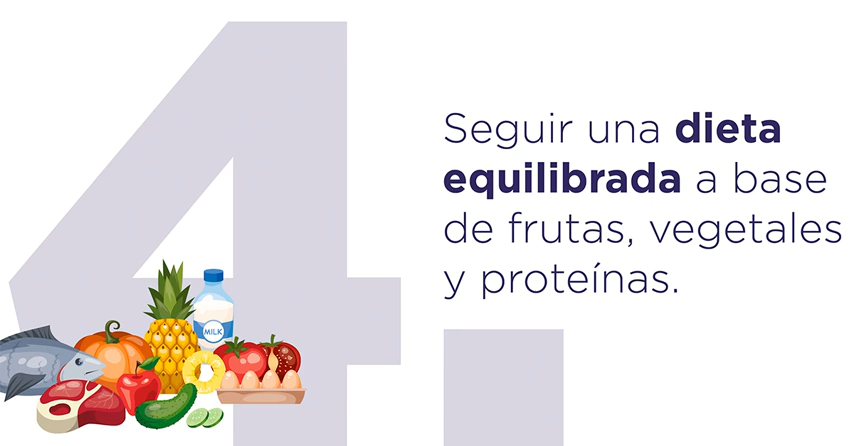 4.
Seguir una dieta
equilibrada a base
de frutas, vegetales
y proteínas.
MILK